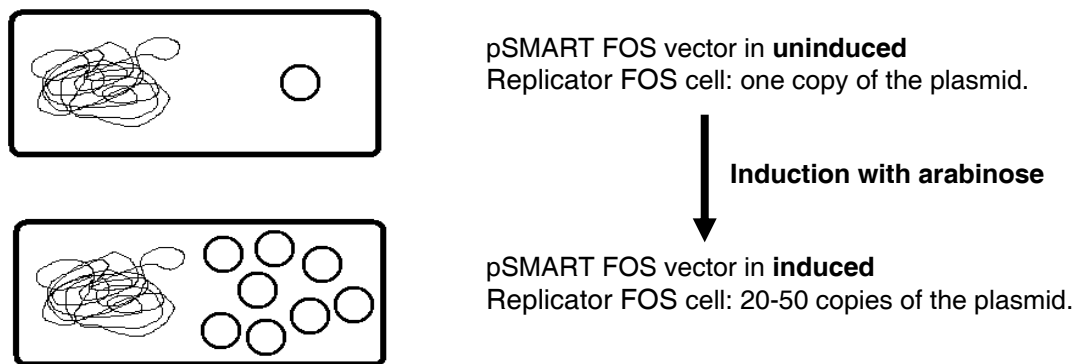 pSMART FOS vector in uninduced
Replicator FOS cell: one copy of the plasmid.
Induction with arabinose
pSMART FOS vector in induced
Replicator FOS cell: 20-50 copies of the plasmid.